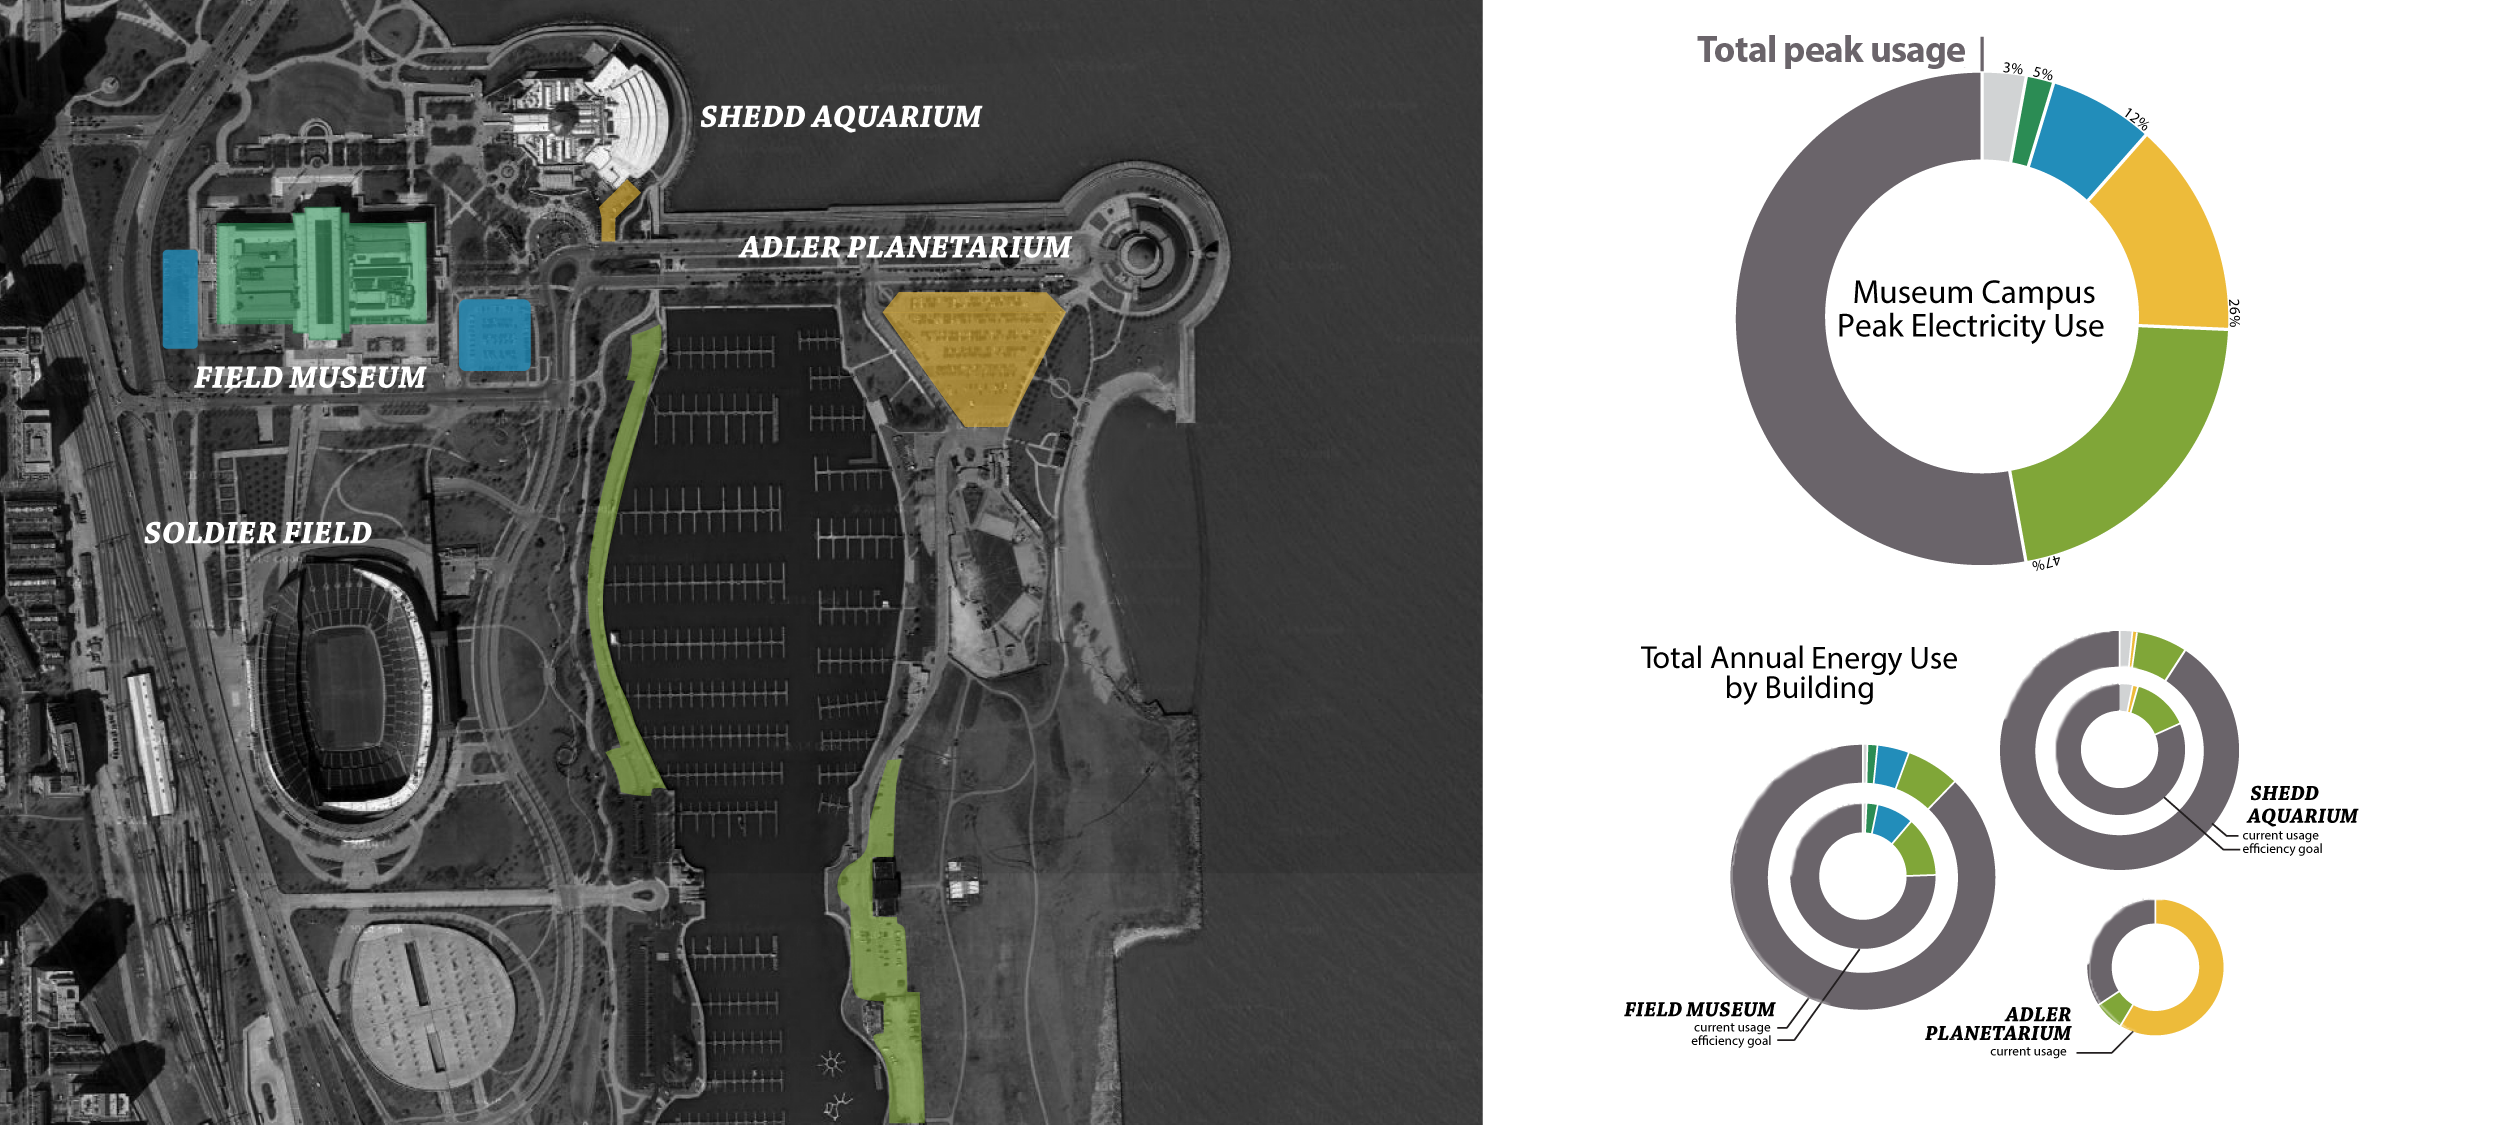 SHEDD AQUARIUM
ADLER PLANETARIUM
FIELD MUSEUM
SOLDIER FIELD
Total peak usage
3%
5%
12%
26%
47%
Museum Campus
Peak Electricity Use
Total Annual Energy Use
by Building
SHEDD
AQUARIUM
current usage
efficiency goal
FIELD MUSEUM
current usage
efficiency goal
ADLER
PLANETARIUM
current usage